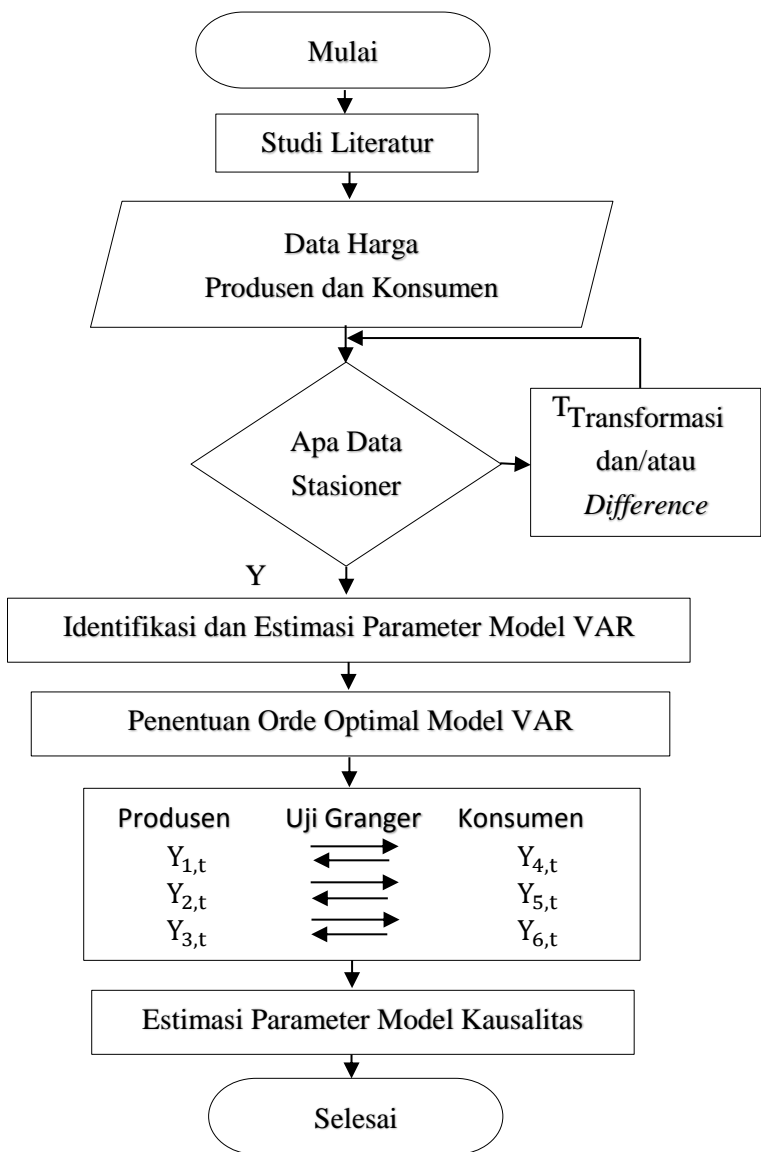 Mulai
Studi Literatur
Data Harga
Produsen dan Konsumen
Apa Data
Stasioner
T
Transformasi
dan/atau
Difference
Y
Identifikasi dan Estimasi Parameter Model VAR
Penentuan Orde Optimal Model VAR
Produsen Uji Granger Konsumen
Y₁,t Y₄,t
Y₂,t Y₅,t
Y₃,t Y₆,t
Estimasi Parameter Model Kausalitas
Selesai